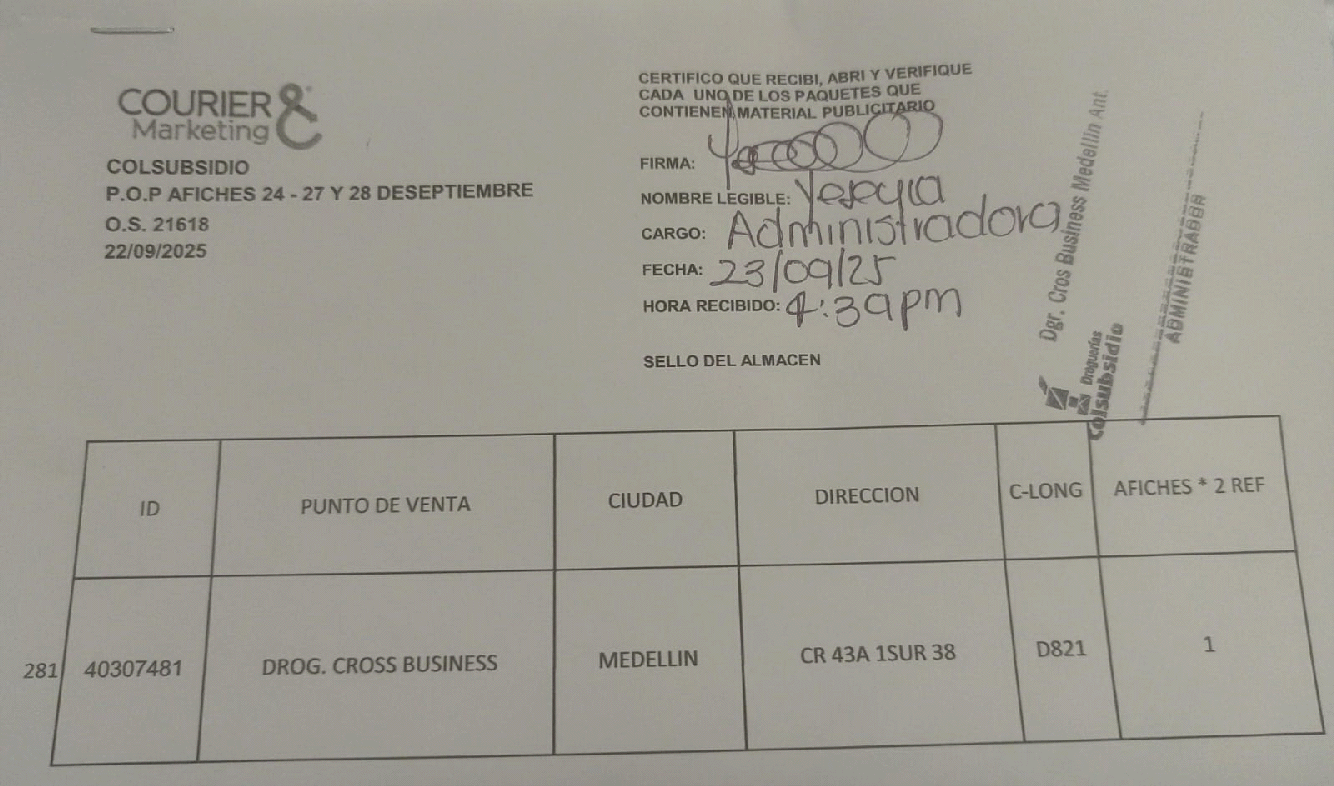 COURIER &
Marketing
COLSUBSIDIO
P.O.P AFICHES 24 - 27 Y 28 DESEPTIEMBRE
O.S. 21618
22/09/2025
CERTIFICO QUE RECIBI, ABRI Y VERIFIQUE
CADA UNO DE LOS PAQUETES QUE
CONTIENEN MATERIAL PUBLICITARIO
FIRMA:
NOMBRE LEGIBLE:
CARGO: Administradora
FECHA: 23/09/25
HORA RECIBIDO: 4:39pm
SELLO DEL ALMACEN
Dgr. Cros Business Medellin Ant.
Droguerías
Colsubsidio
ADMINISTRADOR
ID PUNTO DE VENTA CIUDAD DIRECCION C-LONG AFICHES * 2 REF
281 40307481 DROG. CROSS BUSINESS MEDELLIN CR 43A 1SUR 38 D821 1